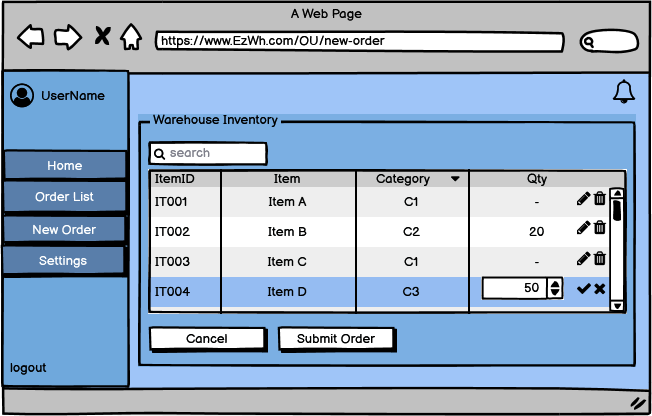 A Web Page
https://www.EzWh.com/OU/new-order
UserName
Home
Order List
New Order
Settings
logout
Warehouse Inventory
search
ItemID Item Category Qty
IT001 Item A C1 -
IT002 Item B C2 20
IT003 Item C C1 -
IT004 Item D C3 50
Cancel Submit Order